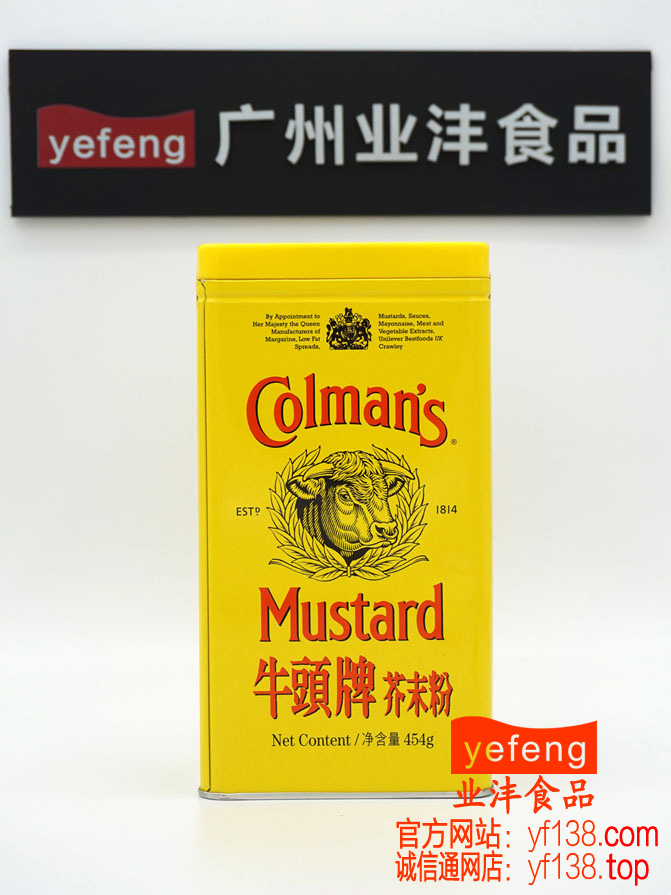 yefeng 广州业沣食品
By Appointment to
Her Majesty the Queen
Manufacturers of
Margarine, Low Fat
Spreads,
Mustards, Sauces,
Mayonnaise, Meat and
Vegetable Extracts,
Unilever Bestfoods UK
Crawley
Colman's®
ESTD 1814
Mustard
牛頭牌 芥末粉
Net Content / 净含量 454g
yefeng
业沣食品
官方网站：yf138.com
诚信通网店：yf138.top